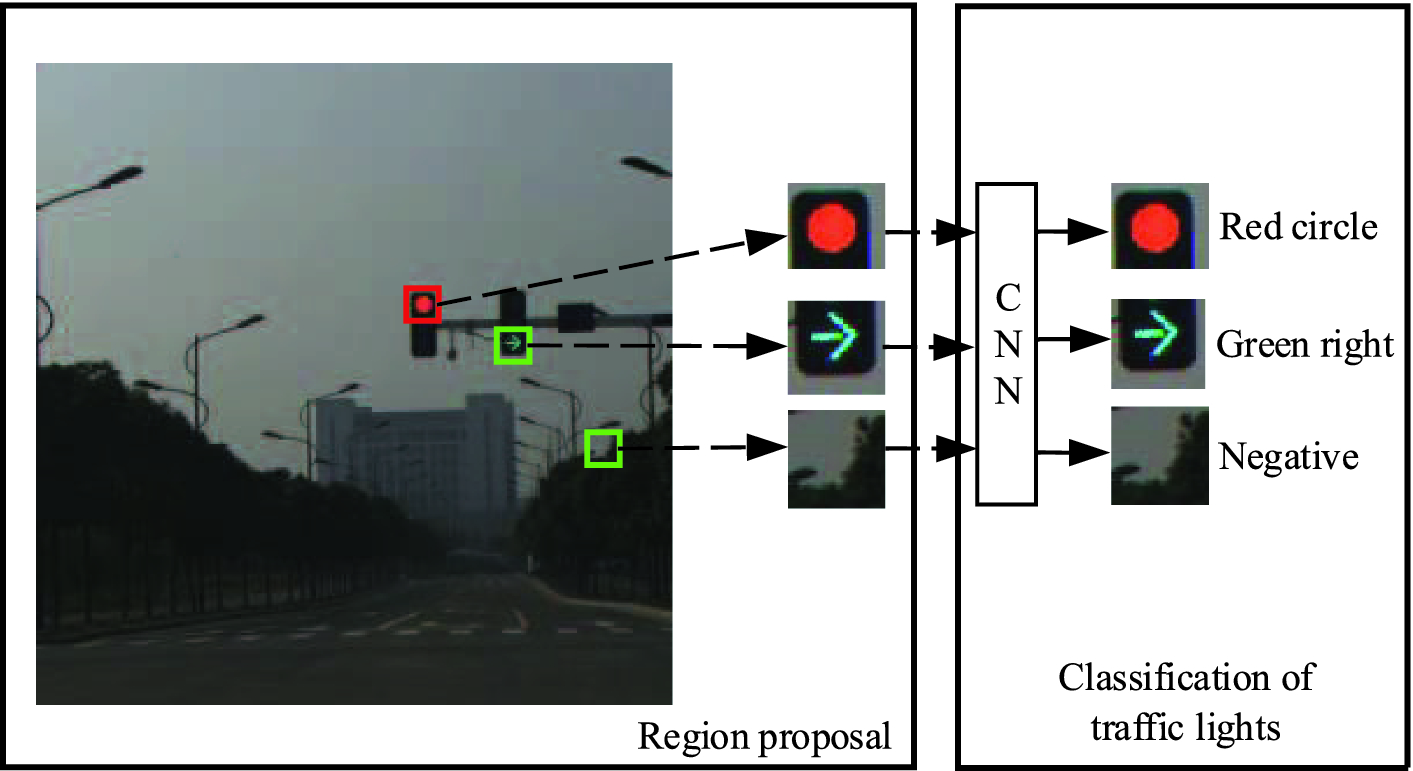 Region proposal
C
N
N
Red circle
Green right
Negative
Classification of
traffic lights